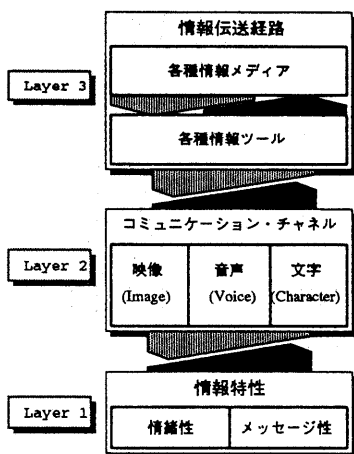 情報伝送経路
各種情報メディア
Layer 3
各種情報ツール
コミュニケーション・チャネル
Layer 2
映像 音声 文字
(Image) (Voice) (Character)
情報特性
Layer 1
情緒性 メッセージ性